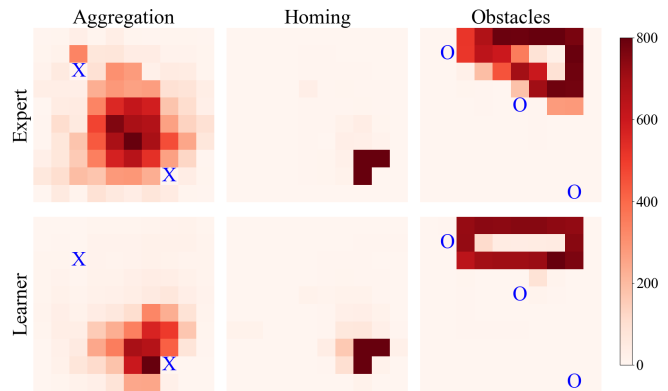 Aggregation Homing Obstacles
800
X O
Expert
600
O
X
O
400
X O
Learner
O
200
X
O
0